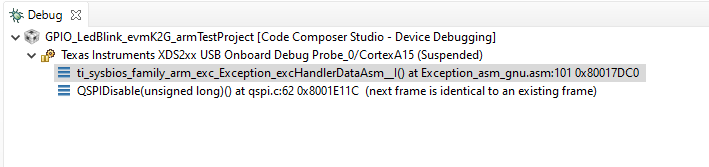 Debug
GPIO_LedBlink_evmK2G_armTestProject [Code Composer Studio - Device Debugging]
Texas Instruments XDS2xx USB Onboard Debug Probe_0/CortexA15 (Suspended)
ti_sysbios_family_arm_exc_Exception_excHandlerDataAsm__I() at Exception_asm_gnu.asm:101 0x80017DC0
QSPIDisable(unsigned long)() at qspi.c:62 0x8001E11C (next frame is identical to an existing frame)